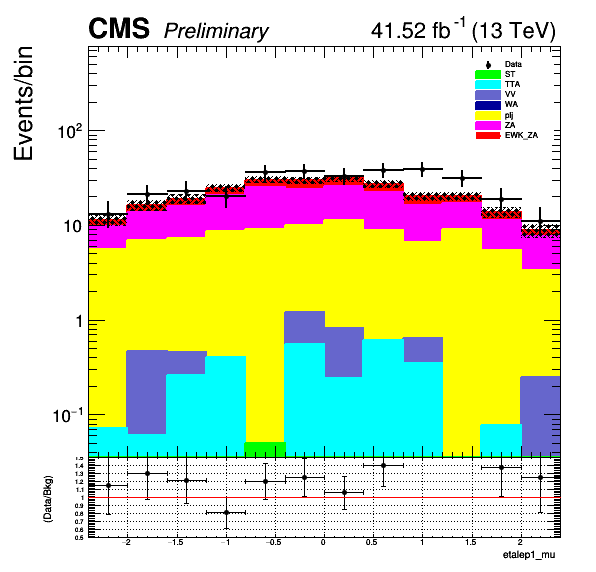 CMS Preliminary 41.52 fb⁻¹ (13 TeV)
Events/bin
Data
ST
TTA
VV
WA
plj
ZA
EWK_ZA
10²
10
1
10⁻¹
(Data/Bkg)
1.5
1.4
1.3
1.2
1.1
1
0.9
0.8
0.7
0.6
0.5
−2 −1.5 −1 −0.5 0 0.5 1 1.5 2
etalep1_mu